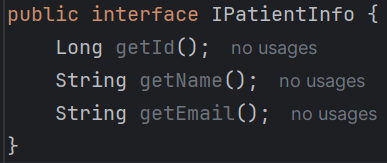 public interface IPatientInfo {
Long getId(); no usages
String getName(); no usages
String getEmail(); no usages
}